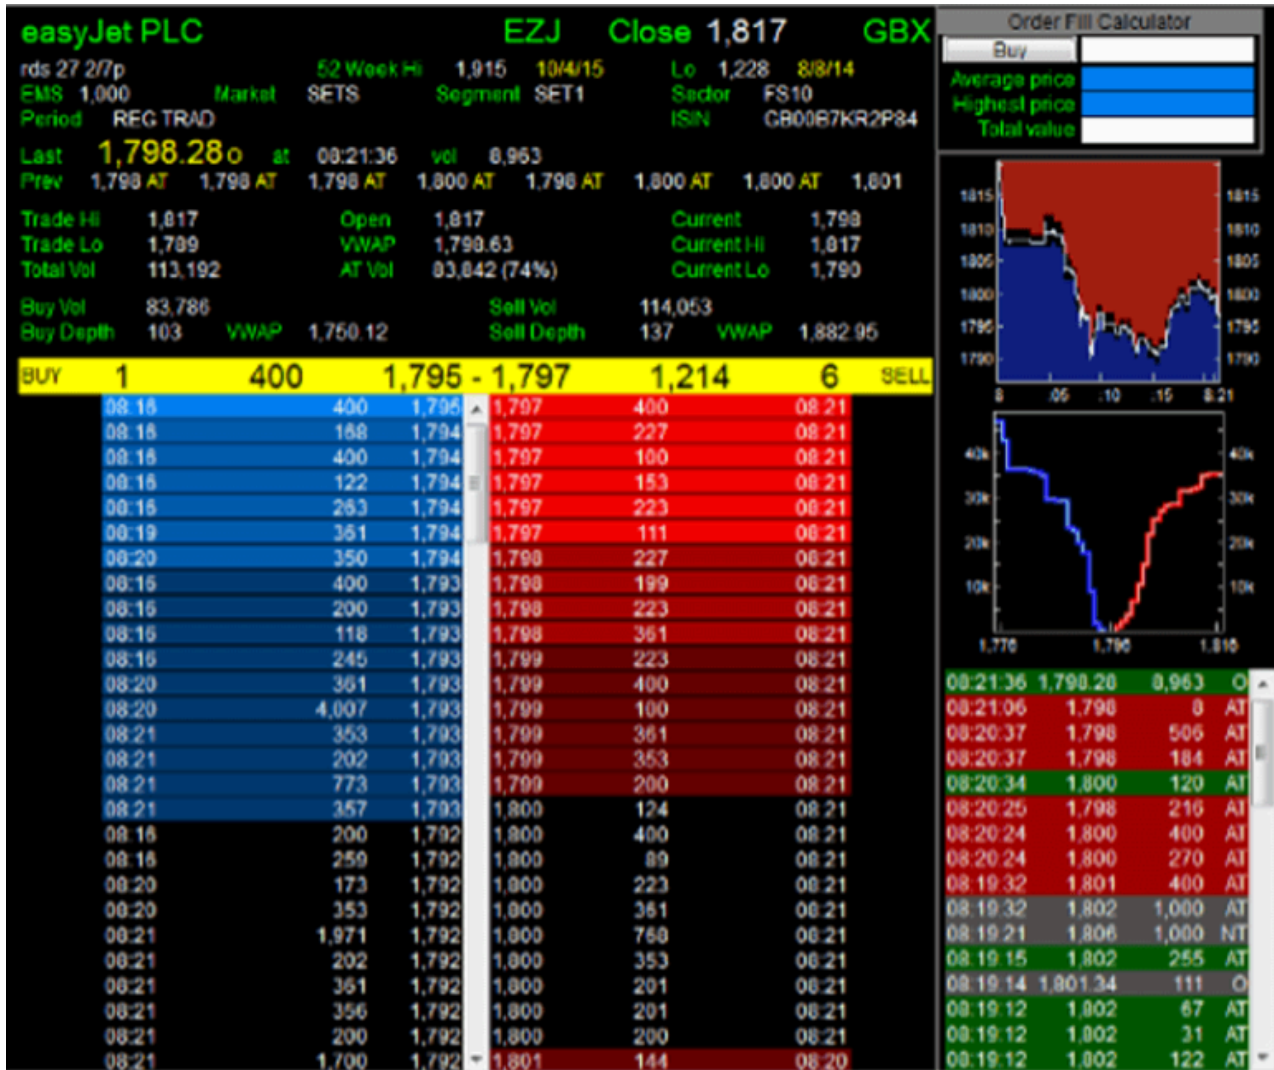 easyJet PLC EZJ Close 1,817 GBX
rds 27 2/7p 52 Week Hi 1,915 10/4/15 Lo 1,228 8/8/14
EMS 1,000 Market SETS Segment SET1 Sector FS10
Period REG TRAD ISIN GB00B7KR2P84
Last 1,798.28 O at 08:21:36 vol 8,963
Prev 1,798 AT 1,798 AT 1,798 AT 1,800 AT 1,798 AT 1,800 AT 1,800 AT 1,801
Trade Hi 1,817 Open 1,817 Current 1,798
Trade Lo 1,789 VWAP 1,798.63 Current Hi 1,817
Total Vol 113,192 AT Vol 83,842 (74%) Current Lo 1,790
Buy Vol 83,786 Sell Vol 114,053
Buy Depth 103 VWAP 1,750.12 Sell Depth 137 VWAP 1,882.95
BUY 1 400 1,795 - 1,797 1,214 6 SELL
08:16 400 1,795 1,797 400 08:21
08:16 168 1,794 1,797 227 08:21
08:16 400 1,794 1,797 100 08:21
08:16 122 1,794 1,797 153 08:21
08:16 263 1,794 1,797 223 08:21
08:19 361 1,794 1,797 111 08:21
08:20 350 1,794 1,798 227 08:21
08:16 400 1,793 1,798 199 08:21
08:16 200 1,793 1,798 223 08:21
08:16 118 1,793 1,798 361 08:21
08:16 245 1,793 1,799 223 08:21
08:20 361 1,793 1,799 400 08:21
08:20 4,007 1,793 1,799 100 08:21
08:21 353 1,793 1,799 361 08:21
08:21 202 1,793 1,799 353 08:21
08:21 773 1,793 1,799 200 08:21
08:21 357 1,793 1,800 124 08:21
08:16 200 1,792 1,800 400 08:21
08:16 259 1,792 1,800 89 08:21
08:20 173 1,792 1,800 223 08:21
08:20 353 1,792 1,800 361 08:21
08:21 1,971 1,792 1,800 768 08:21
08:21 202 1,792 1,800 353 08:21
08:21 361 1,792 1,800 201 08:21
08:21 356 1,792 1,800 201 08:21
08:21 200 1,792 1,800 200 08:21
08:21 1,700 1,792 1,801 144 08:20
Order Fill Calculator
Buy
Average price
Highest price
Total value
1815 1815
1810 1810
1805 1805
1800 1800
1795 1795
1790 1790
8 :05 :10 :15 8:21
40k 40k
30k 30k
20k 20k
10k 10k
1,776 1,796 1,816
08:21:36 1,798.28 8,963 O
08:21:06 1,798 8 AT
08:20:37 1,798 506 AT
08:20:37 1,798 184 AT
08:20:34 1,800 120 AT
08:20:25 1,798 216 AT
08:20:24 1,800 400 AT
08:20:24 1,800 270 AT
08:19:32 1,801 400 AT
08:19:32 1,802 1,000 AT
08:19:21 1,806 1,000 NT
08:19:15 1,802 255 AT
08:19:14 1,801.34 111 O
08:19:12 1,802 67 AT
08:19:12 1,802 31 AT
08:19:12 1,802 122 AT